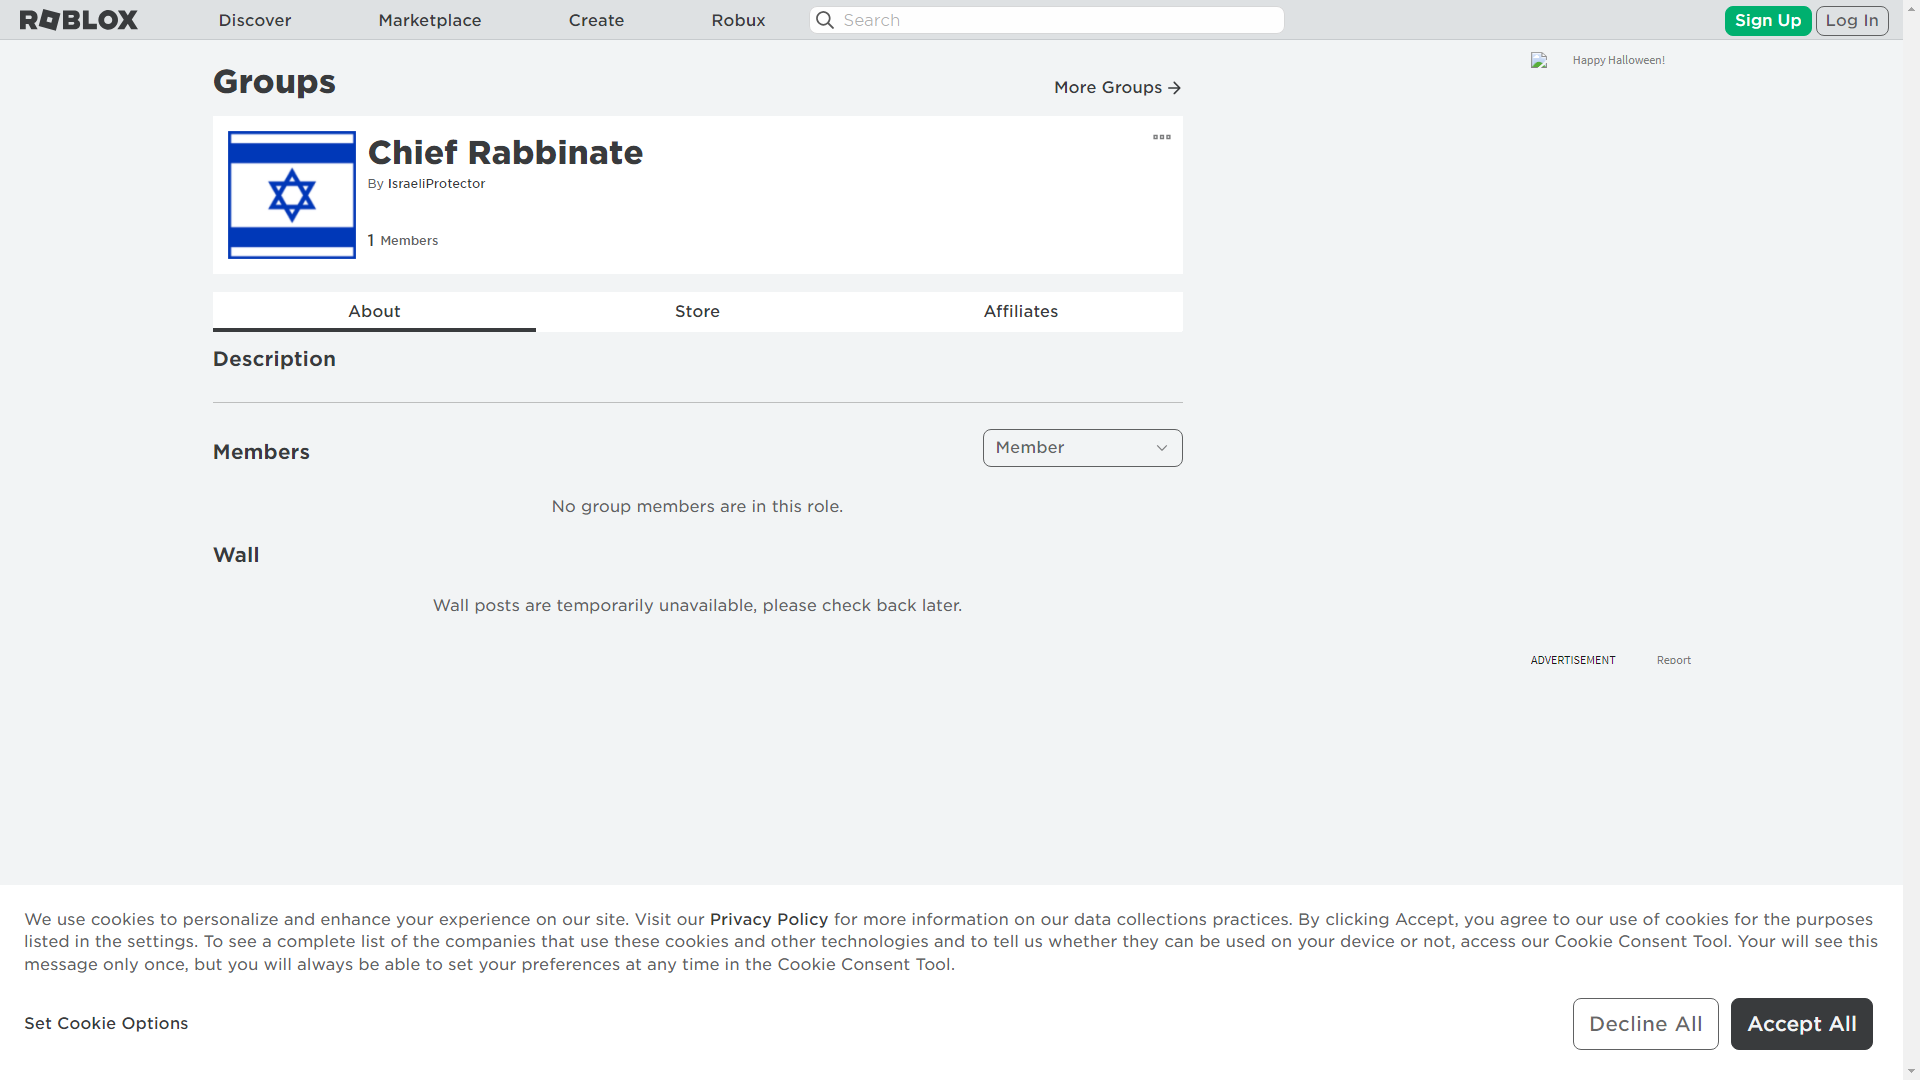 ROBLOX
Discover
Marketplace
Create
Robux
Search
Sign Up
Log In
Happy Halloween!
Groups
More Groups
Chief Rabbinate
By IsraeliProtector
1 Members
About
Store
Affiliates
Description
Members
Member
No group members are in this role.
Wall
Wall posts are temporarily unavailable, please check back later.
ADVERTISEMENT
Report
We use cookies to personalize and enhance your experience on our site. Visit our Privacy Policy for more information on our data collections practices. By clicking Accept, you agree to our use of cookies for the purposes
listed in the settings. To see a complete list of the companies that use these cookies and other technologies and to tell us whether they can be used on your device or not, access our Cookie Consent Tool. Your will see this
message only once, but you will always be able to set your preferences at any time in the Cookie Consent Tool.
Set Cookie Options
Decline All
Accept All